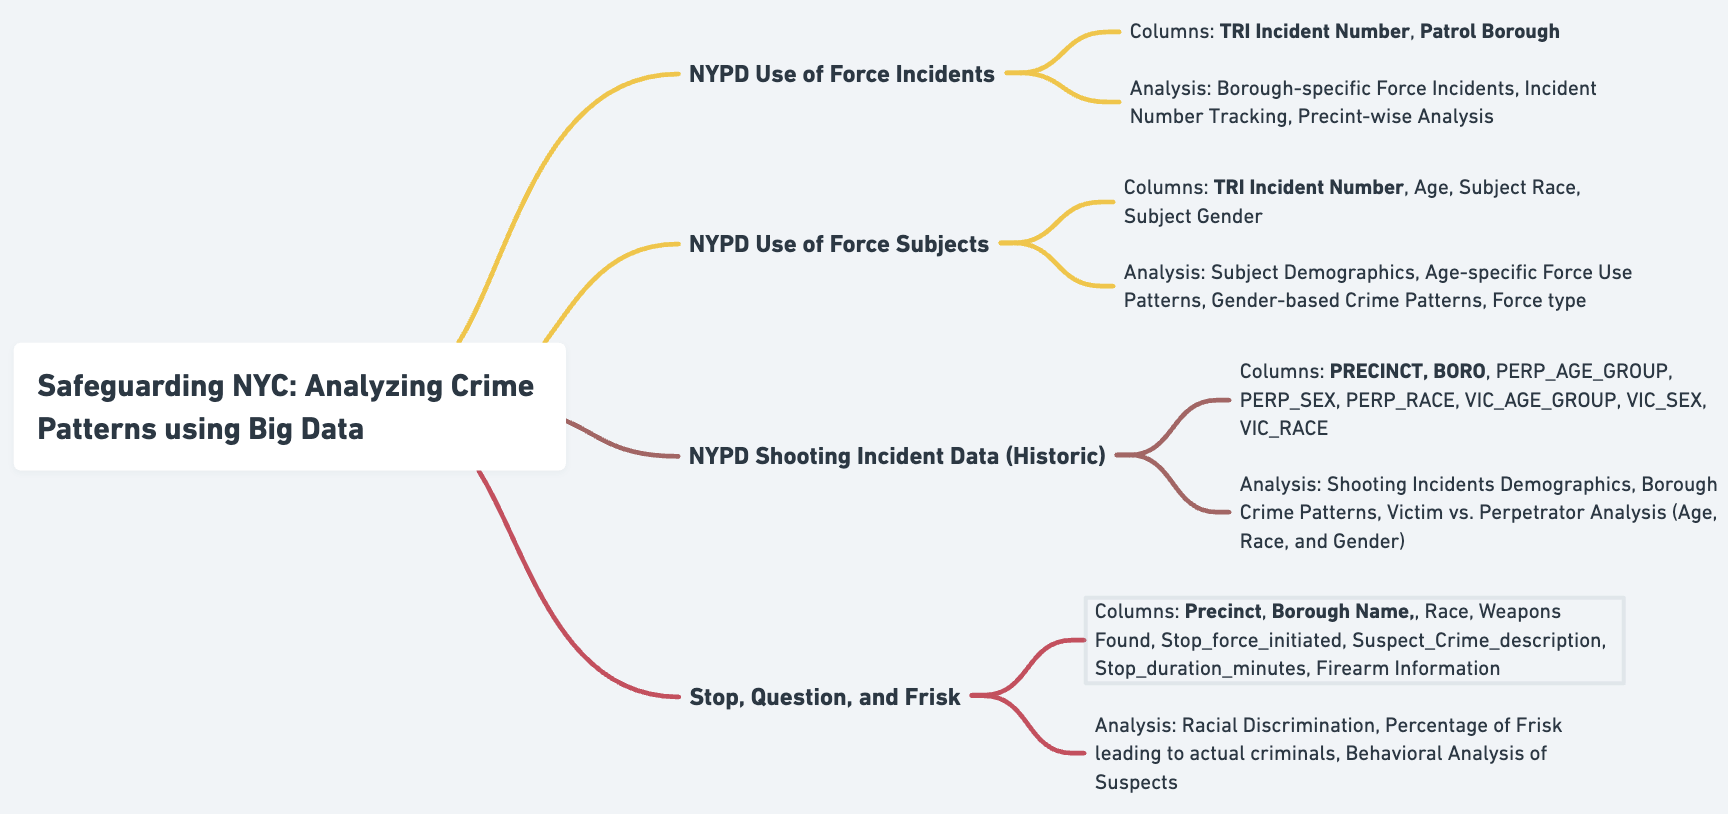 Safeguarding NYC: Analyzing Crime
Patterns using Big Data
NYPD Use of Force Incidents
Columns: TRI Incident Number, Patrol Borough
Analysis: Borough-specific Force Incidents, Incident
Number Tracking, Precint-wise Analysis
NYPD Use of Force Subjects
Columns: TRI Incident Number, Age, Subject Race,
Subject Gender
Analysis: Subject Demographics, Age-specific Force Use
Patterns, Gender-based Crime Patterns, Force type
NYPD Shooting Incident Data (Historic)
Columns: PRECINCT, BORO, PERP_AGE_GROUP,
PERP_SEX, PERP_RACE, VIC_AGE_GROUP, VIC_SEX,
VIC_RACE
Analysis: Shooting Incidents Demographics, Borough
Crime Patterns, Victim vs. Perpetrator Analysis (Age,
Race, and Gender)
Stop, Question, and Frisk
Columns: Precinct, Borough Name,, Race, Weapons
Found, Stop_force_initiated, Suspect_Crime_description,
Stop_duration_minutes, Firearm Information
Analysis: Racial Discrimination, Percentage of Frisk
leading to actual criminals, Behavioral Analysis of
Suspects